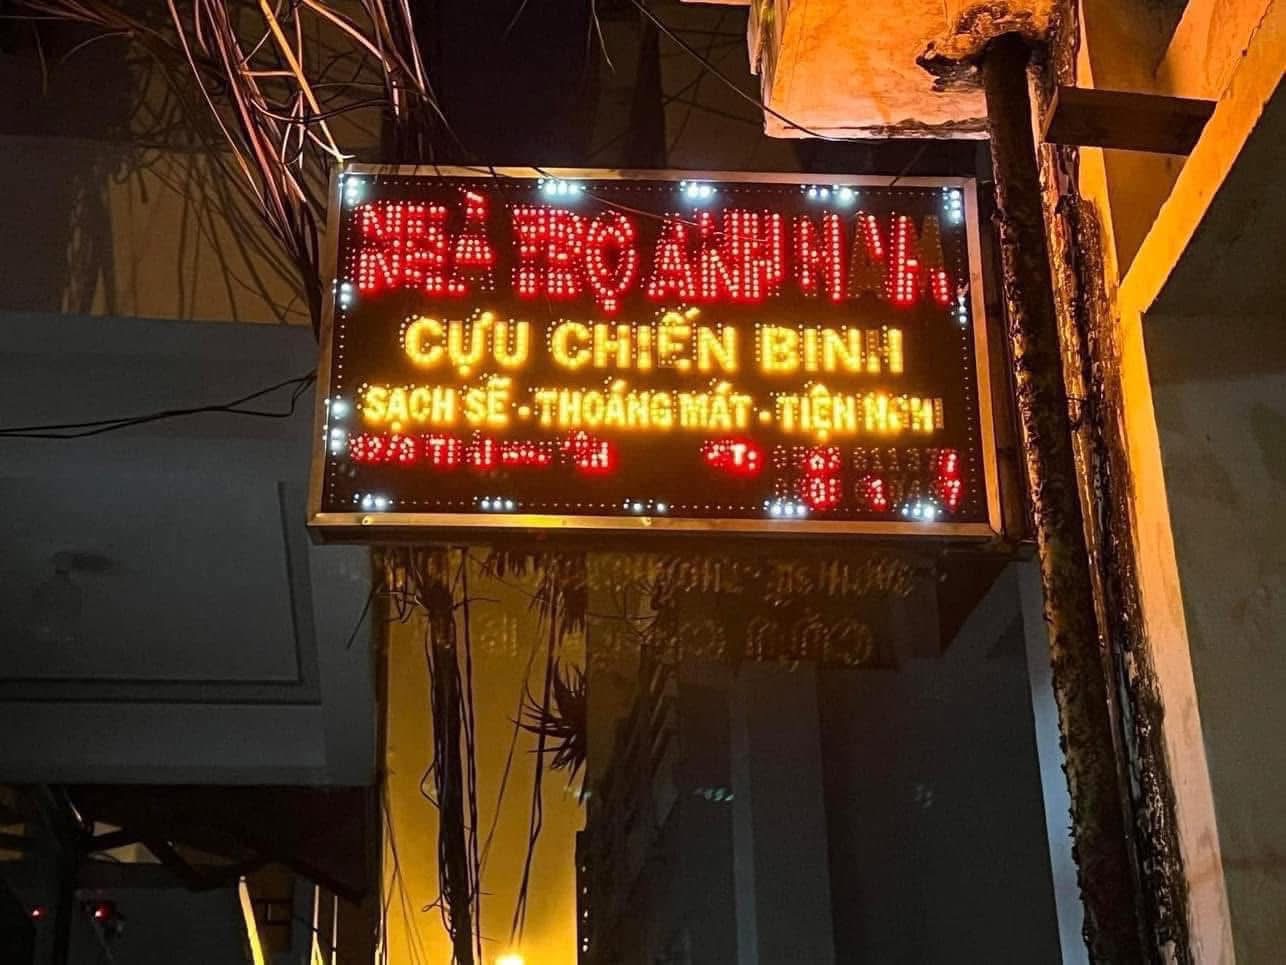 NHÀ TRỌ ANH NAM
CỰU CHIẾN BINH
SẠCH SẼ - THOÁNG MÁT - TIỆN NGHI